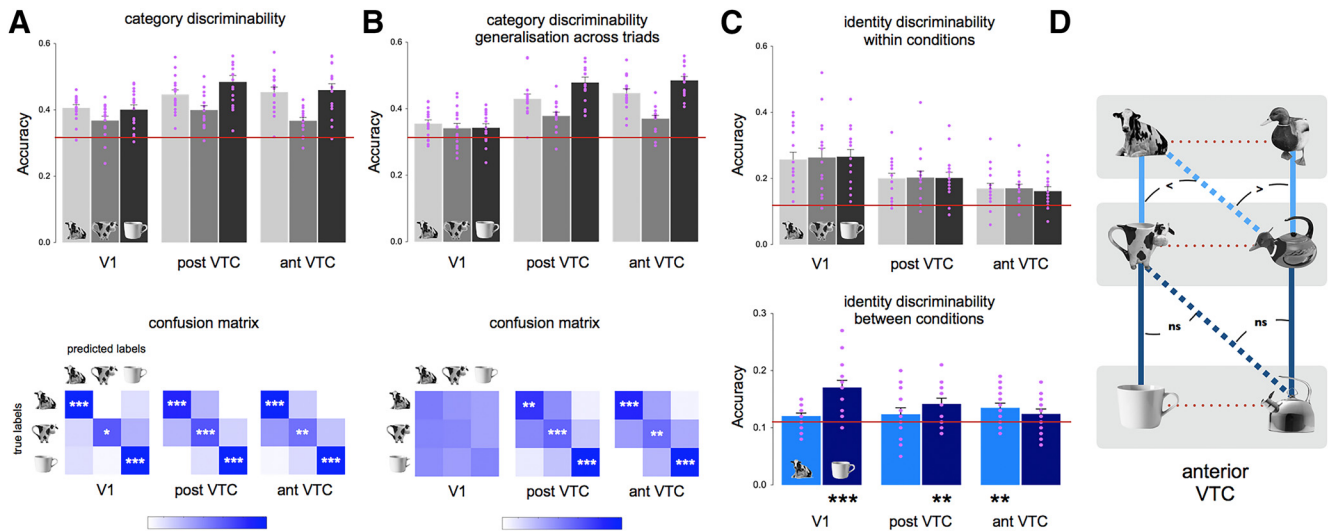 A
category discriminability
Accuracy
0.6
0.4
0.2
0.0
V1
post VTC
ant VTC
confusion matrix
predicted labels
true labels
***
*
***
***
***
***
***
**
***
V1
post VTC
ant VTC
B
category discriminability
generalisation across triads
Accuracy
0.6
0.4
0.2
0.0
V1
post VTC
ant VTC
confusion matrix
**
***
***
***
**
***
V1
post VTC
ant VTC
C
identity discriminability
within conditions
Accuracy
0.6
0.4
0.2
0.0
V1
post VTC
ant VTC
identity discriminability
between conditions
Accuracy
0.3
0.2
0.1
0.0
***
**
**
V1
post VTC
ant VTC
D
<
>
ns
ns
anterior
VTC